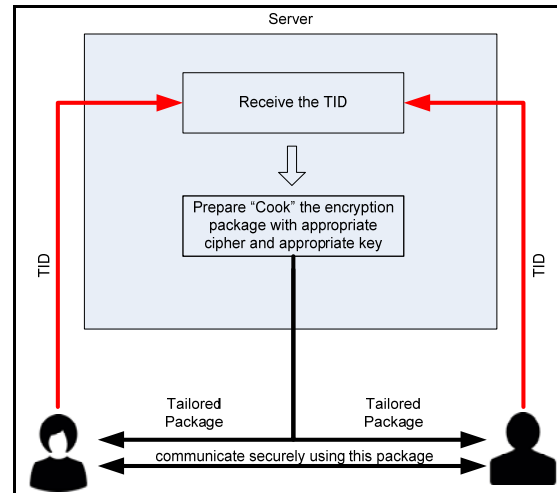 Server
Receive the TID
Prepare “Cook” the encryption
package with appropriate
cipher and appropriate key
TID
TID
Tailored
Package
Tailored
Package
communicate securely using this package